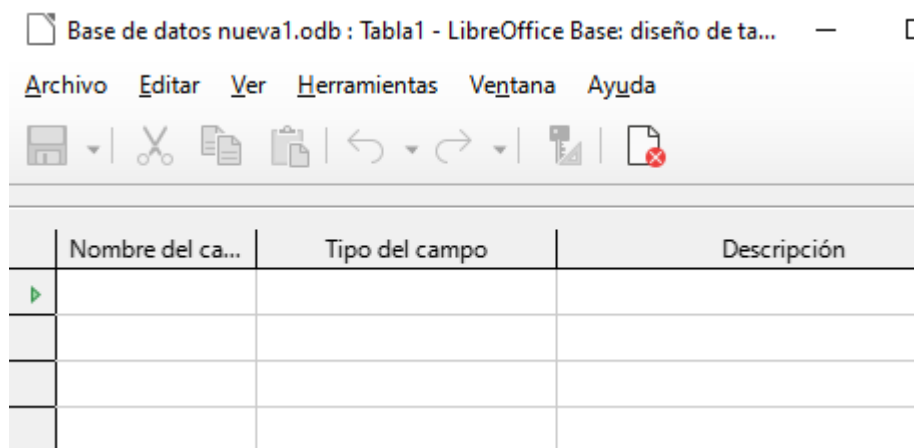 Base de datos nueva1.odb : Tabla1 - LibreOffice Base: diseño de ta...
Archivo Editar Ver Herramientas Ventana Ayuda
Nombre del ca... Tipo del campo Descripción